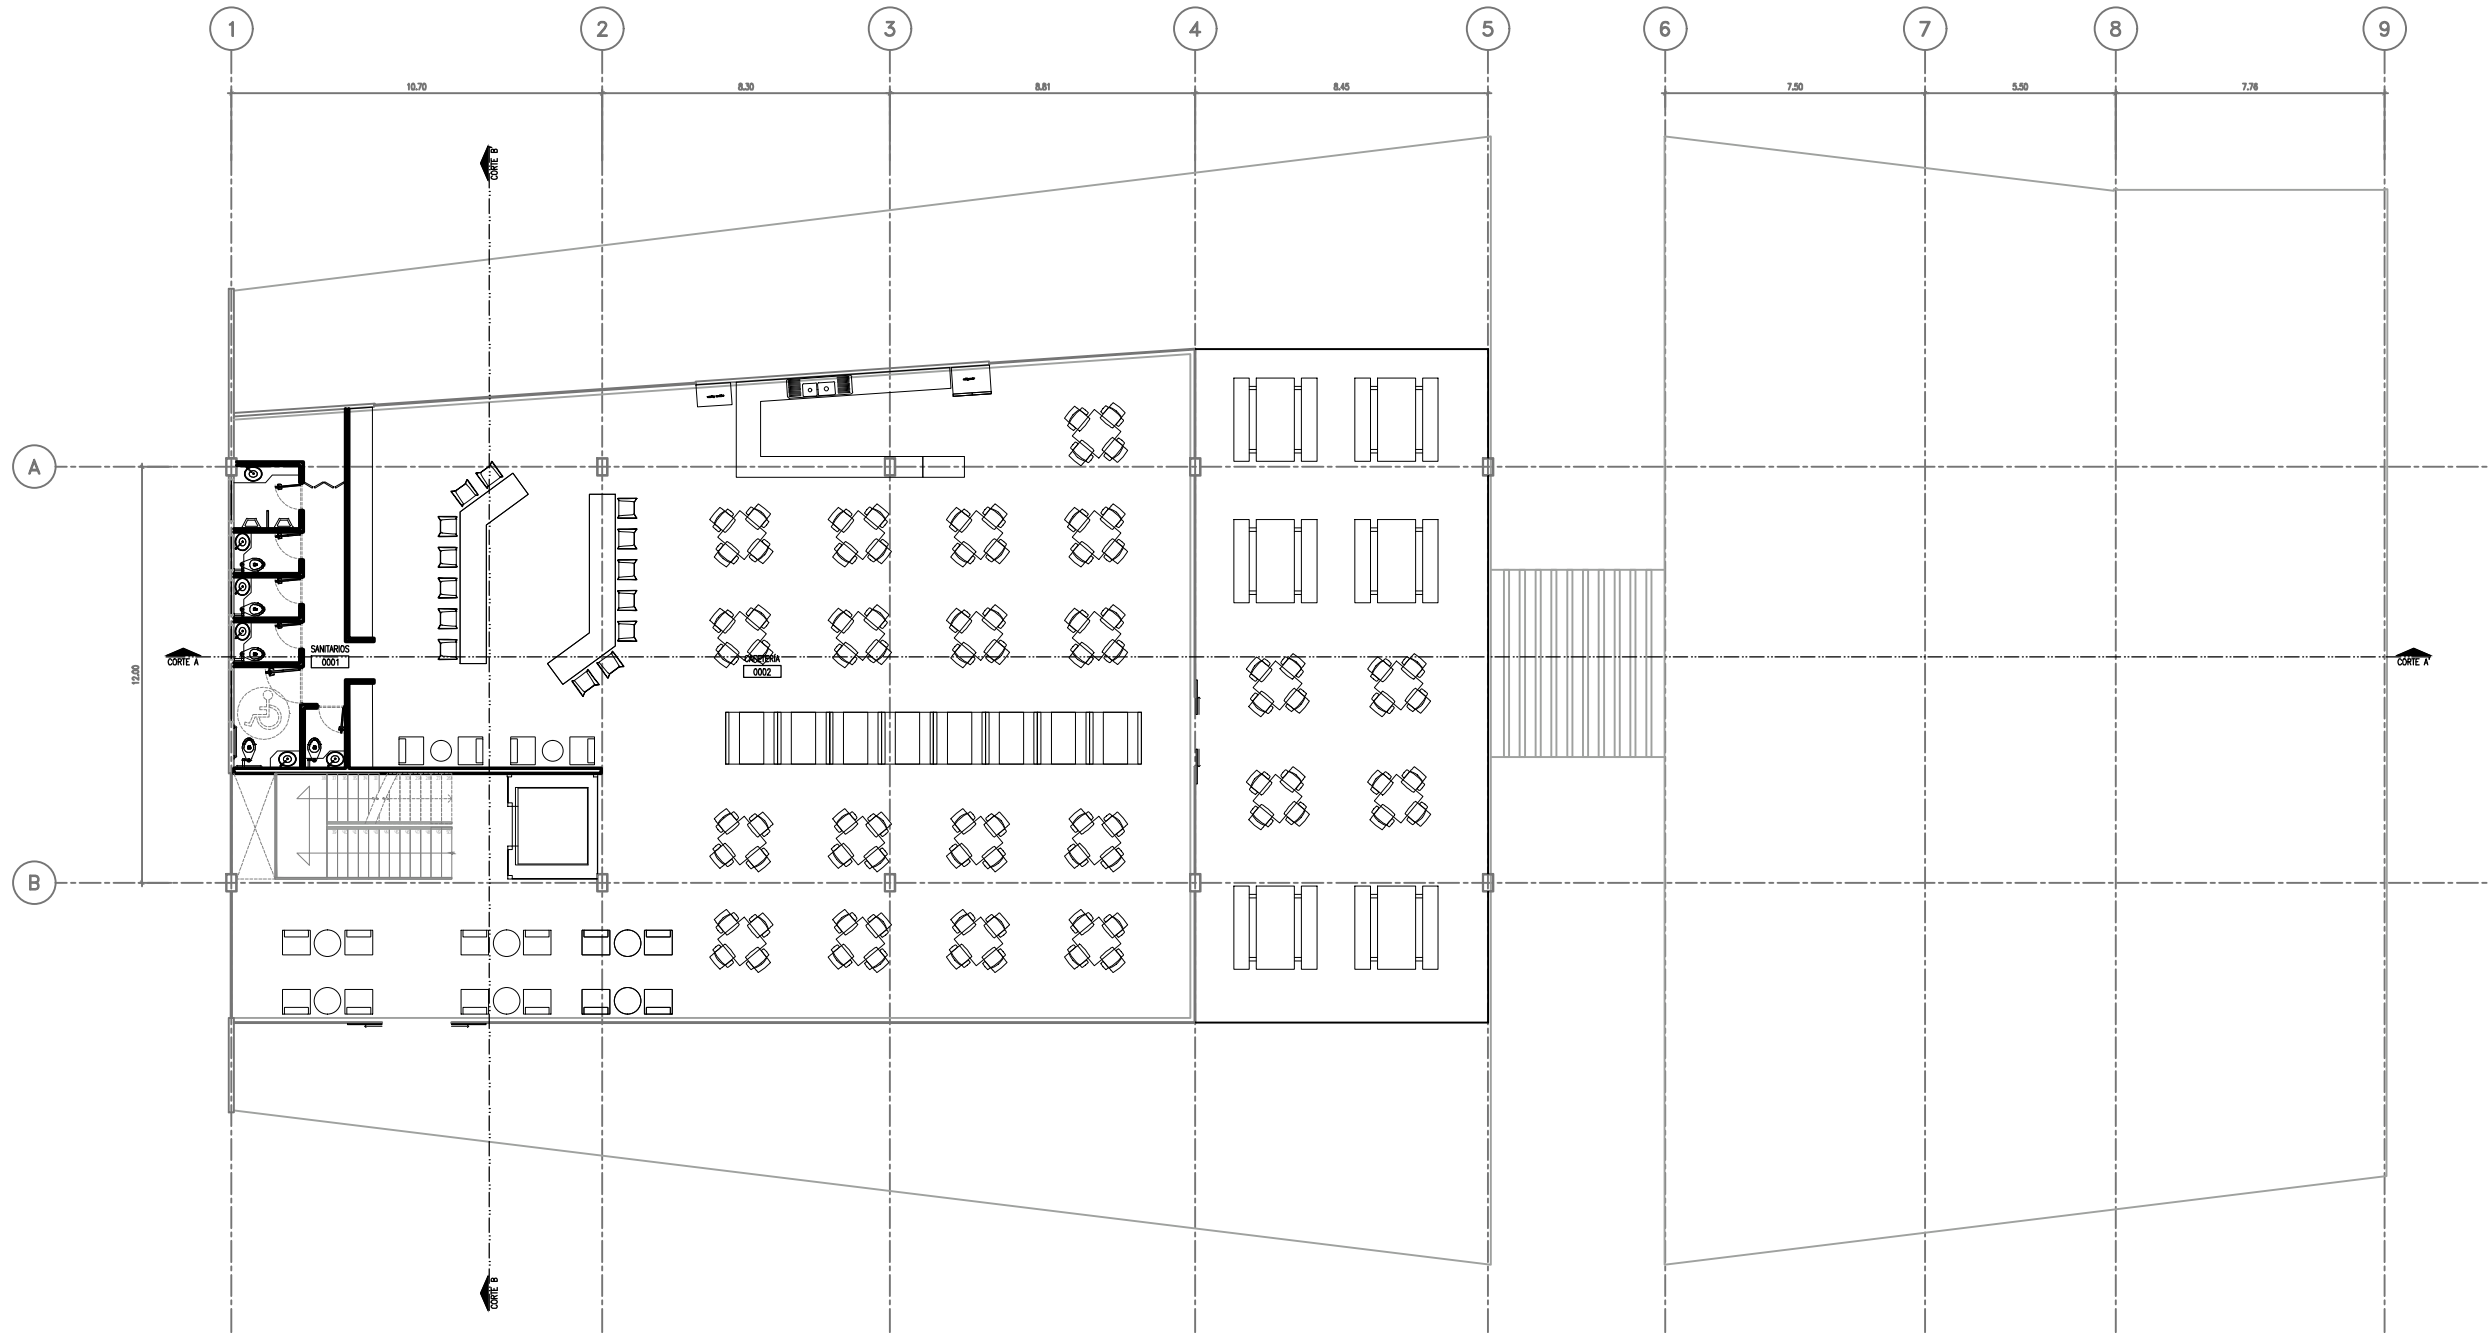 1 2 3 4 5 6 7 8 9
10.70 8.30 8.81 8.45 7.50 5.50 7.76
CORTE B
A
SANITARIOS
0001
CORTE A
CAFETERÍA
0002
CORTE A
12.00
B
CORTE B